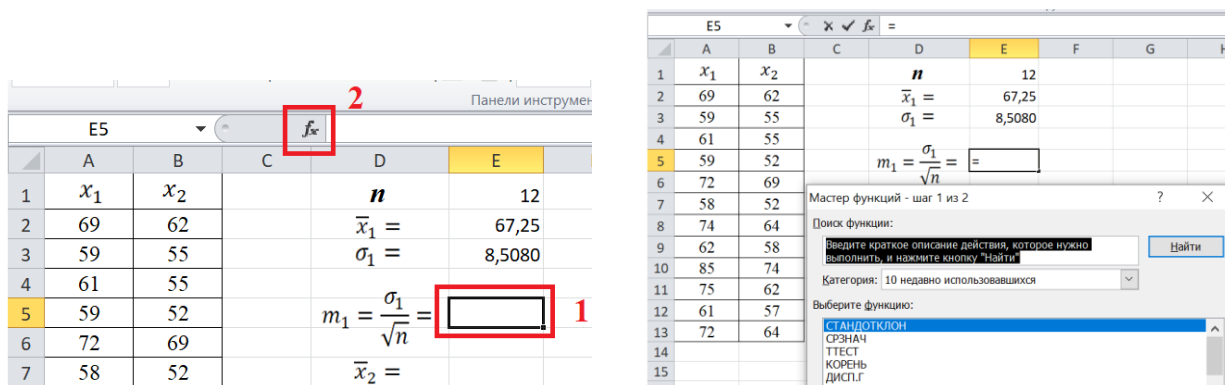 2
Панели инструмен
E5 fx
A B C D E
1 x₁ x₂ n 12
2 69 62 x̅₁ = 67,25
3 59 55 σ₁ = 8,5080
4 61 55
5 59 52 m₁ = σ₁/√n = 1
6 72 69
7 58 52 x̅₂ =
E5 fx =
A B C D E F G H
1 x₁ x₂ n 12
2 69 62 x̅₁ = 67,25
3 59 55 σ₁ = 8,5080
4 61 55
5 59 52 m₁ = σ₁/√n = =
6 72 69
7 58 52
8 74 64
9 62 58
10 85 74
11 75 62
12 61 57
13 72 64
14
15
Мастер функций - шаг 1 из 2 ?
Поиск функции:
Введите краткое описание действия, которое нужно
выполнить, и нажмите кнопку "Найти"
Найти
Категория: 10 недавно использовавшихся
Выберите функцию:
СТАНДОТКЛОН
СРЗНАЧ
ТТЕСТ
КОРЕНЬ
ДИСП.Г